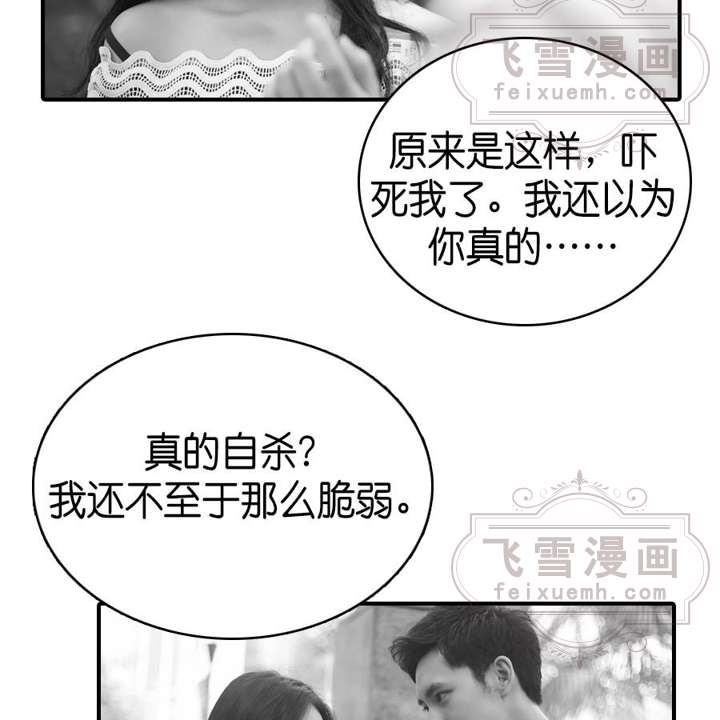 飞雪漫画
feixuemh.com
原来是这样，吓
死我了。我还以为
你真的……
真的自杀？
我还不至于那么脆弱。
飞雪漫画
feixuemh.com